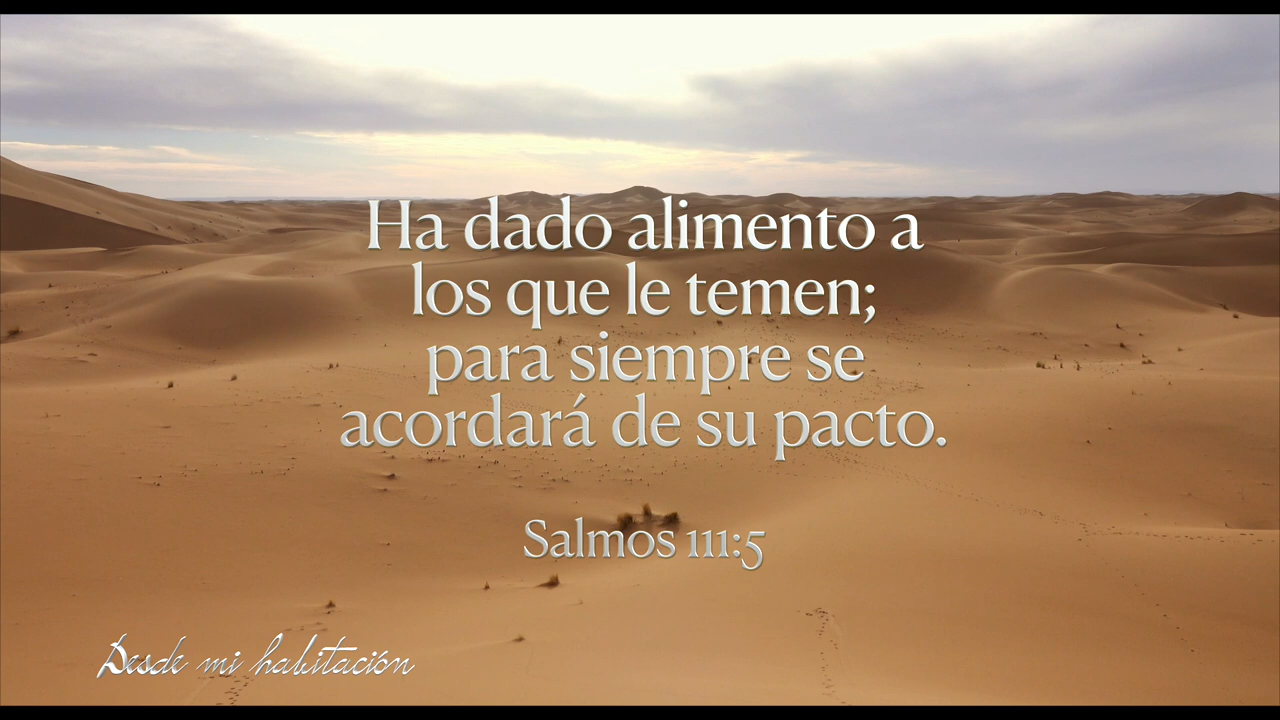 Ha dado alimento a
los que le temen;
para siempre se
acordará de su pacto.
Salmos 111:5
Desde mi habitación